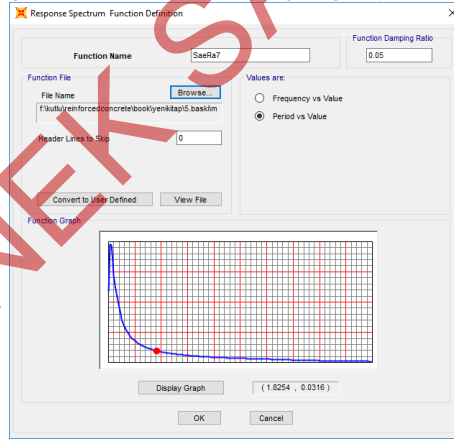 Response Spectrum Function Definition
Function Damping Ratio
Function Name
SaeRa7
0.05
Function File
Values are:
File Name
Browse...
Frequency vs Value
f:\kutlu\reinforcedconcrete\book\yenikitap\5.baski\m
Period vs Value
Header Lines to Skip
0
Convert to User Defined
View File
Function Graph
Display Graph
( 1.8254 , 0.0316 )
OK
Cancel